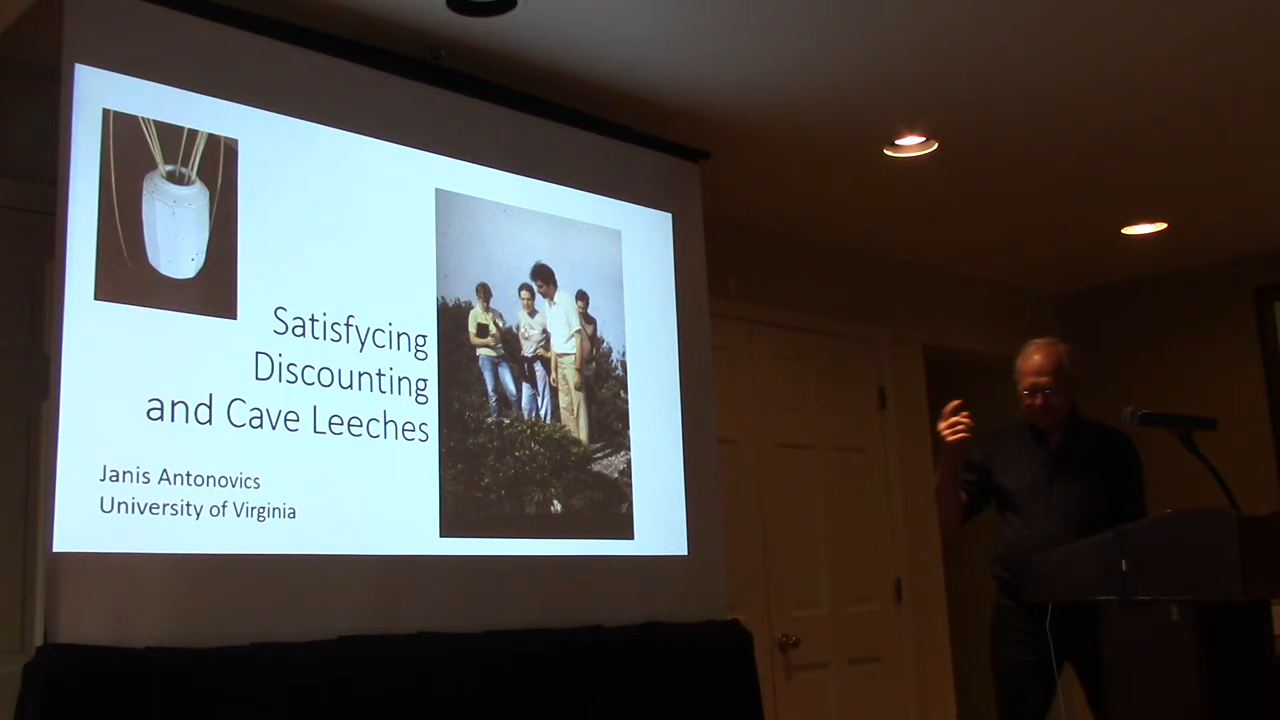 Satisfycing
Discounting
and Cave Leeches
Janis Antonovics
University of Virginia